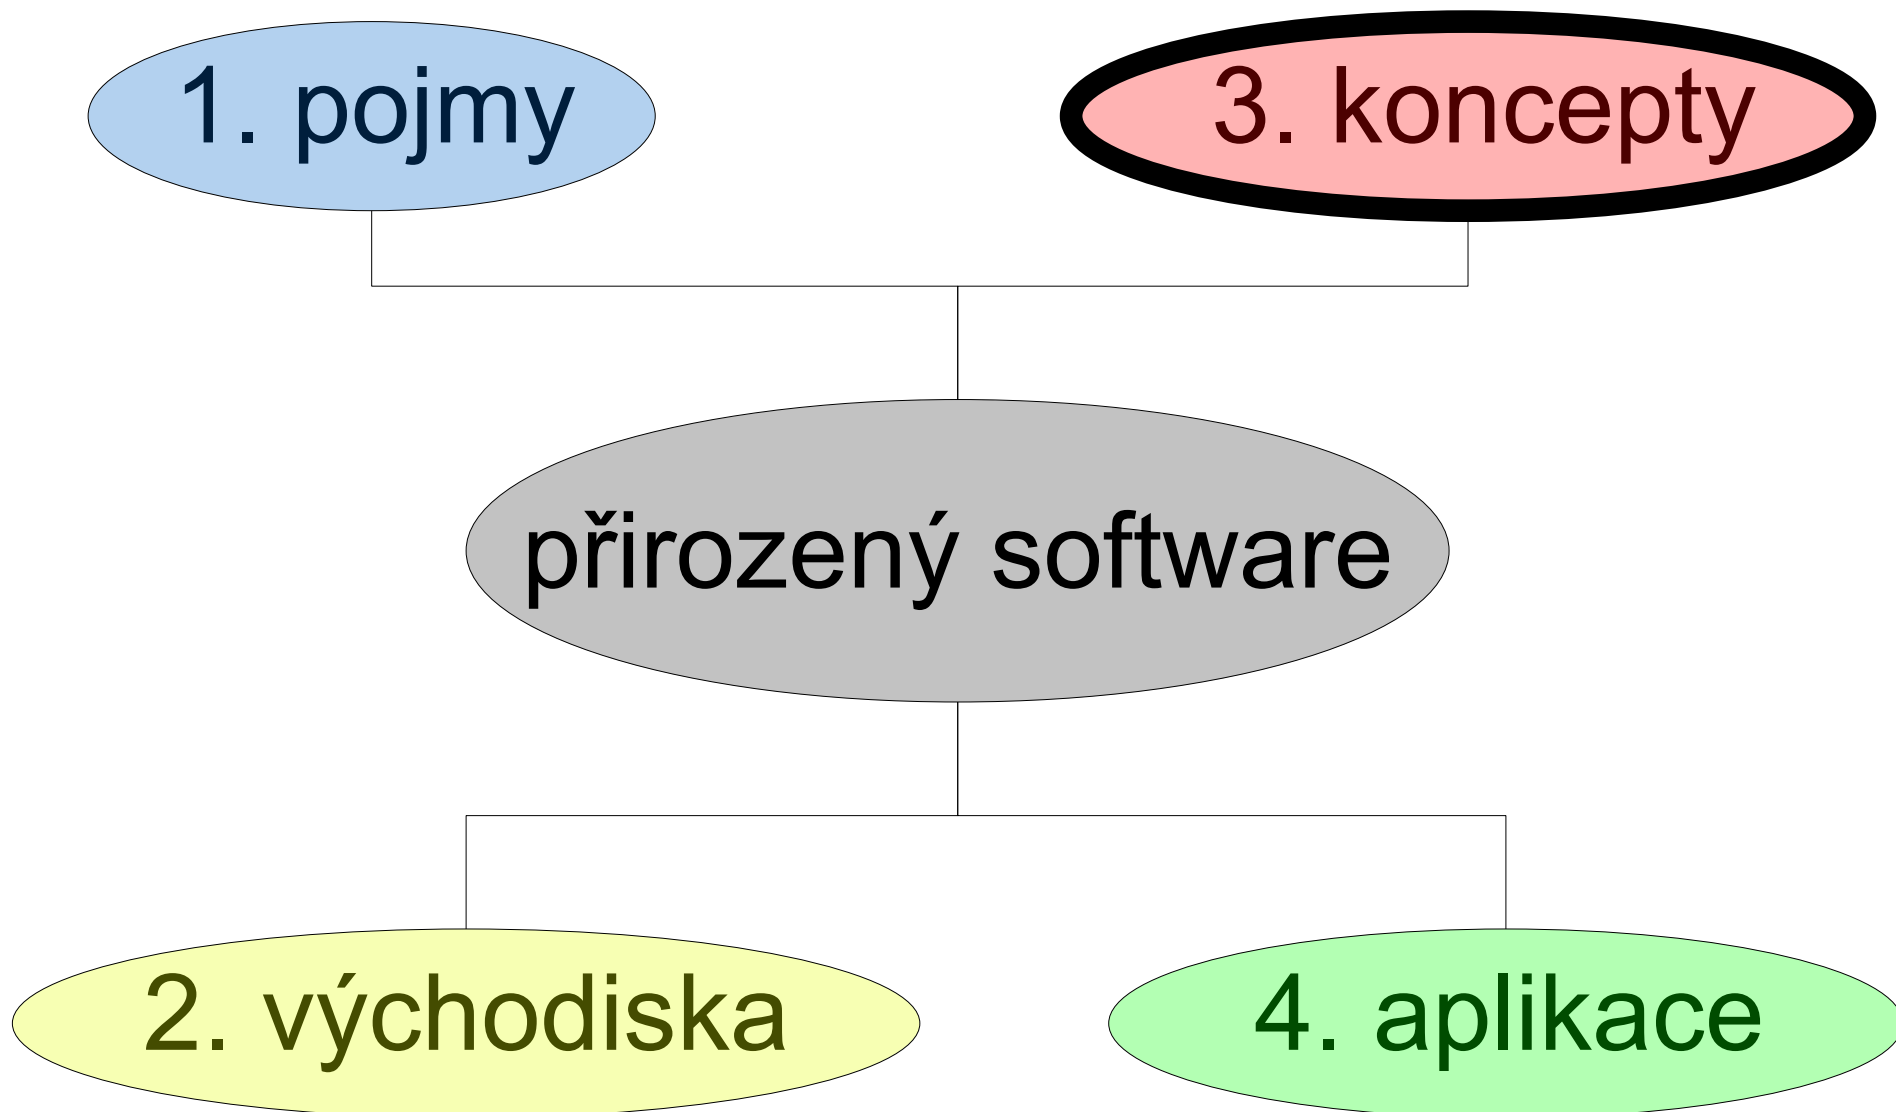 1. pojmy
3. koncepty
přirozený software
2. východiska
4. aplikace